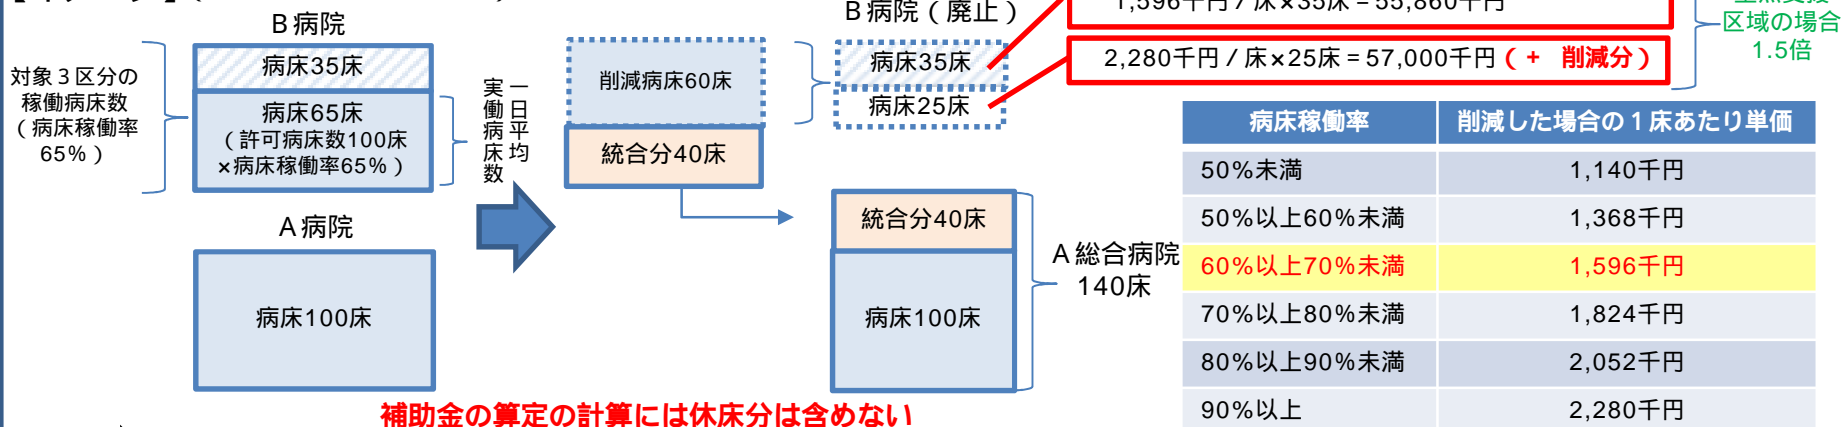 B病院
対象３区分の
稼働病床数
（病床稼働率
65%）
病床35床
病床65床
（許可病床数100床
×病床稼働率65%）
一日平均
実働病床数
A病院
病床100床
削減病床60床
統合分40床
B病院（廃止）
病床35床
病床25床
1,596千円/床×35床＝55,860千円
2,280千円/床×25床＝57,000千円（+ 削減分）
区域の場合
1.5倍
統合分40床
病床100床
A総合病院
140床
病床稼働率 削減した場合の１床あたり単価
50%未満 1,140千円
50%以上60%未満 1,368千円
60%以上70%未満 1,596千円
70%以上80%未満 1,824千円
80%以上90%未満 2,052千円
90%以上 2,280千円
補助金の算定の計算には休床分は含めない